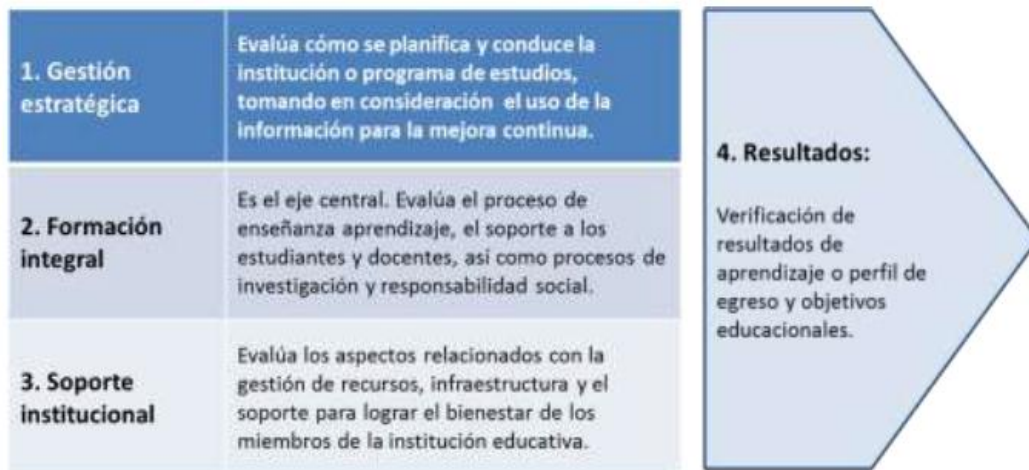 1. Gestión
estratégica
Evalúa cómo se planifica y conduce la
institución o programa de estudios,
tomando en consideración el uso de la
información para la mejora continua.
2. Formación
integral
Es el eje central. Evalúa el proceso de
enseñanza aprendizaje, el soporte a los
estudiantes y docentes, así como procesos de
investigación y responsabilidad social.
3. Soporte
institucional
Evalúa los aspectos relacionados con la
gestión de recursos, infraestructura y el
soporte para lograr el bienestar de los
miembros de la institución educativa.
4. Resultados:
Verificación de
resultados de
aprendizaje o perfil de
egreso y objetivos
educacionales.